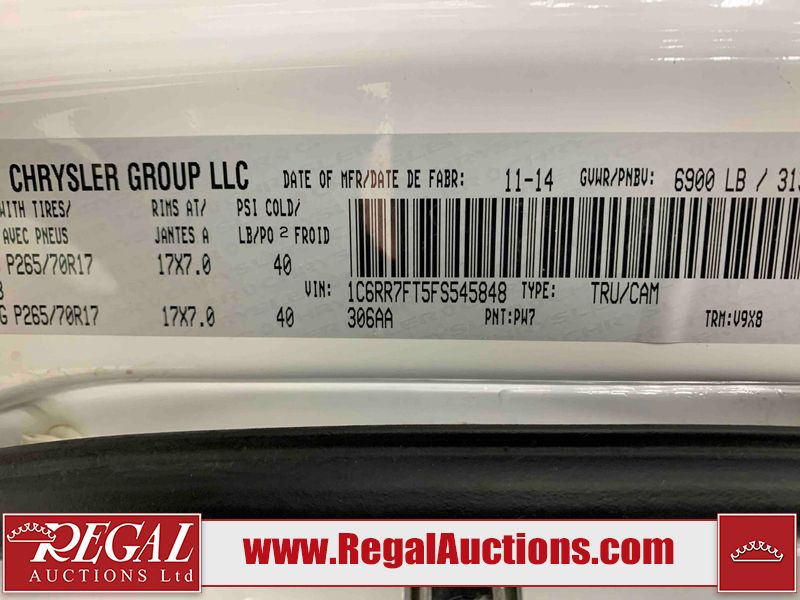 CHRYSLER GROUP LLC DATE OF MFR/DATE DE FABR: 11-14 GVWR/PNBV: 6900 LB /
WITH TIRES/ RIMS AT/ PSI COLD/
AVEC PNEUS JANTES A LB/PO 2 FROID
P265/70R17 17X7.0 40
VIN: 1C6RR7FT5FS545848 TYPE: TRU/CAM
G P265/70R17 17X7.0 40 306AA PNT:PW7 TRM:V9X8
REGAL
AUCTIONS Ltd
www.RegalAuctions.com